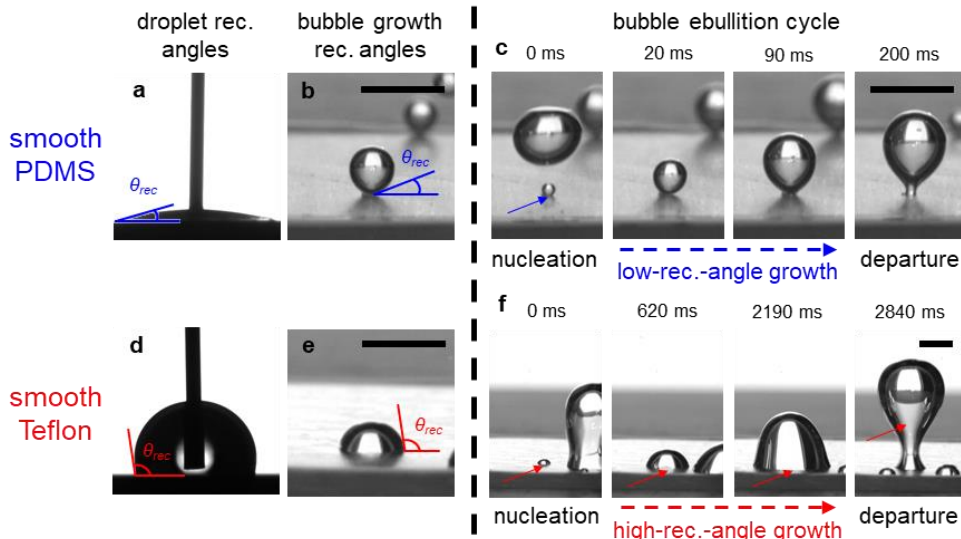 droplet rec.
angles
bubble growth
rec. angles
bubble ebullition cycle
smooth
PDMS
a
θrec
b
θrec
c
0 ms
20 ms
90 ms
200 ms
nucleation
low-rec.-angle growth
departure
smooth
Teflon
d
θrec
e
θrec
f
0 ms
620 ms
2190 ms
2840 ms
nucleation
high-rec.-angle growth
departure